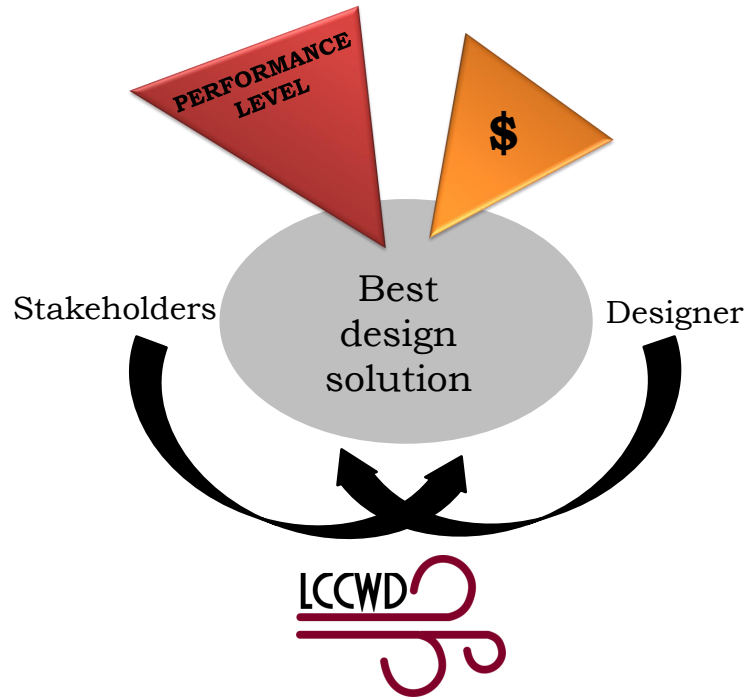 PERFORMANCE
LEVEL
$
Stakeholders
Best
design
solution
Designer
LCCWD